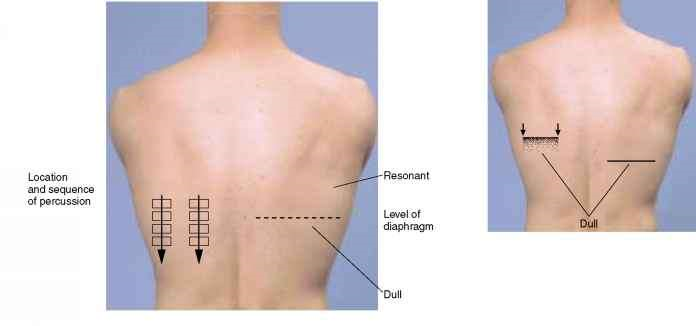 Location
and sequence
of percussion
Resonant
Level of
diaphragm
Dull
Dull